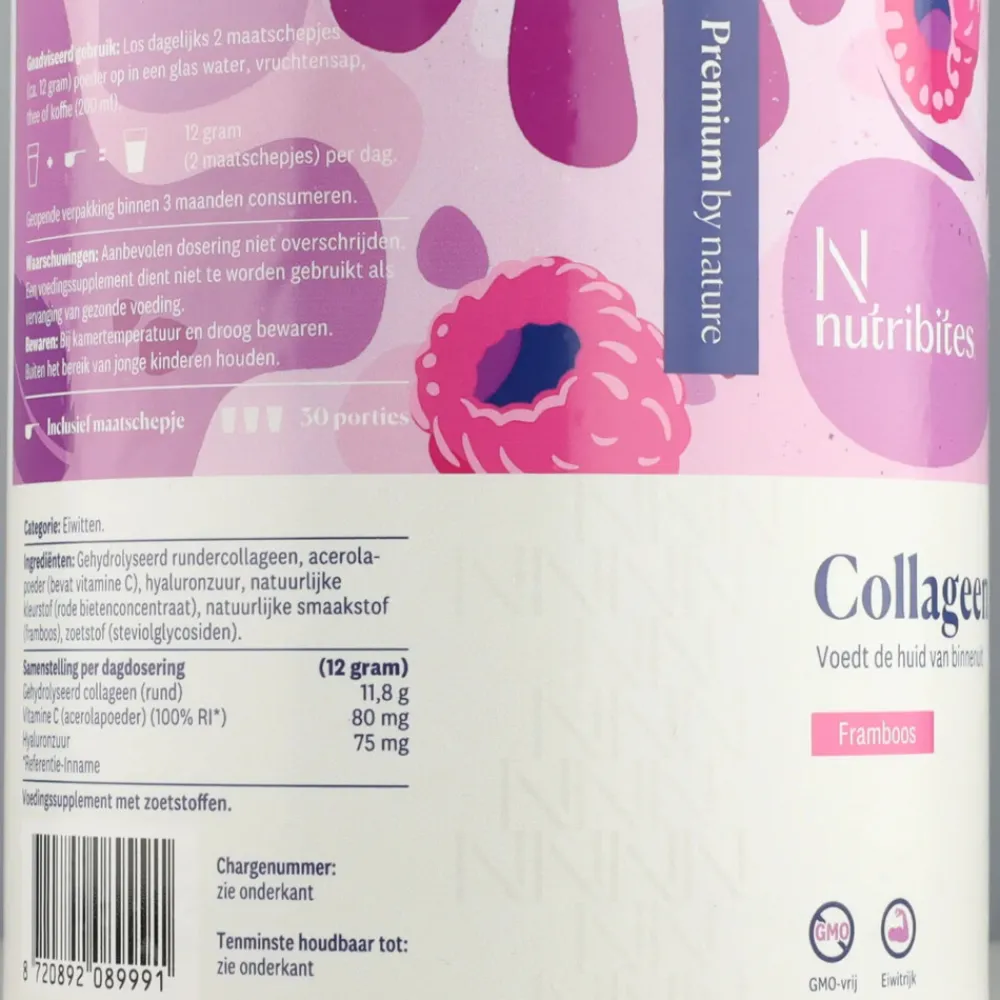 Geadviseerd gebruik: Los dagelijks 2 maatschepjes
(ca. 12 gram) poeder op in een glas water, vruchtensap,
thee of koffie (200 ml).
12 gram
(2 maatschepjes) per dag.
Geopende verpakking binnen 3 maanden consumeren.
Waarschuwingen: Aanbevolen dosering niet overschrijden.
Een voedingssupplement dient niet te worden gebruikt als
vervanging van gezonde voeding.
Bewaren: Bij kamertemperatuur en droog bewaren.
Buiten het bereik van jonge kinderen houden.
Inclusief maatschepje
30 porties
Categorie: Eiwitten.
Ingrediënten: Gehydrolyseerd rundercollageen, acerola-
poeder (bevat vitamine C), hyaluronzuur, natuurlijke
kleurstof (rode bietenconcentraat), natuurlijke smaakstof
(framboos), zoetstof (steviolglycosiden).
Samenstelling per dagdosering (12 gram)
Gehydrolyseerd collageen (rund) 11,8 g
Vitamine C (acerolapoeder) (100% RI*) 80 mg
Hyaluronzuur 75 mg
*Referentie-Inname
Voedingssupplement met zoetstoffen.
8 720892 089991
Chargenummer:
zie onderkant
Tenminste houdbaar tot:
zie onderkant
Premium by nature
N
nutribites
Collageen
Voedt de huid van binnenuit
Framboos
GMO
GMO-vrij
Eiwitrijk